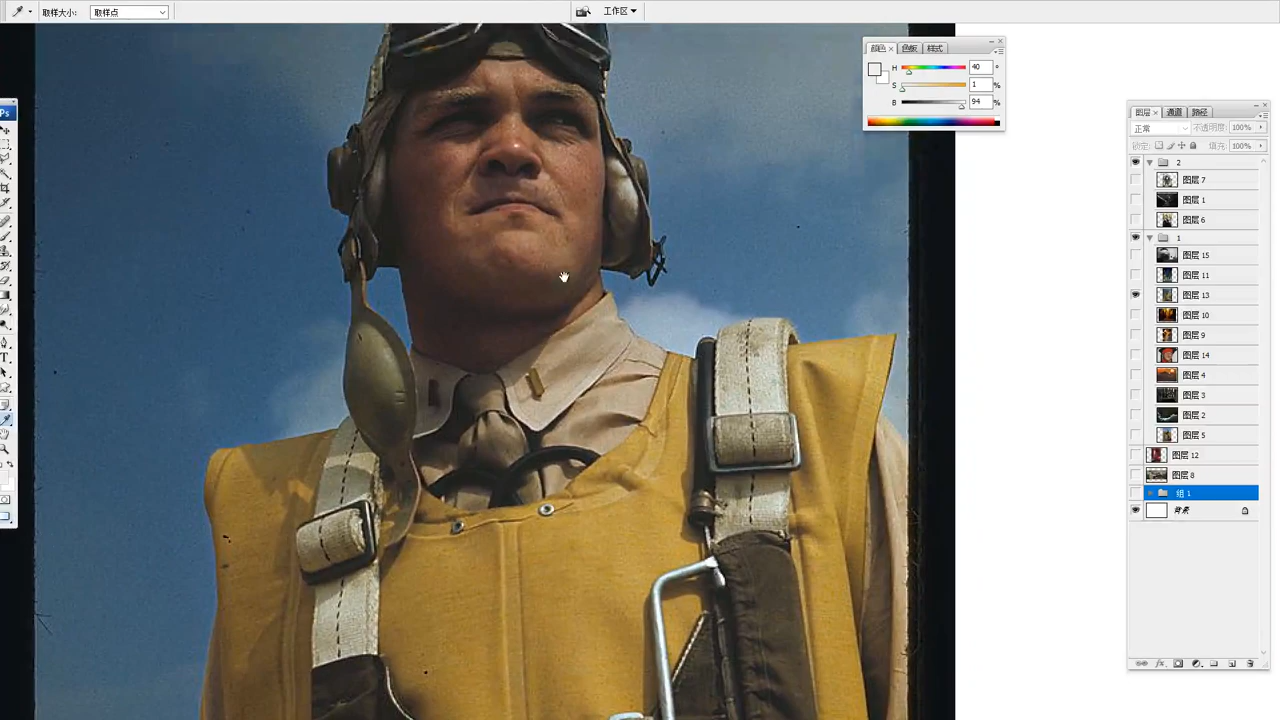 取样大小: 取样点 工作区
颜色 × 色板 样式
H 40 °
S 1 %
B 94 %
Ps
图层 × 通道 路径
正常 不透明度: 100%
锁定: 填充: 100%
2
图层 7
图层 1
图层 6
1
图层 15
图层 11
图层 13
图层 10
图层 9
图层 14
图层 4
图层 3
图层 2
图层 5
图层 12
图层 8
组 1
背景